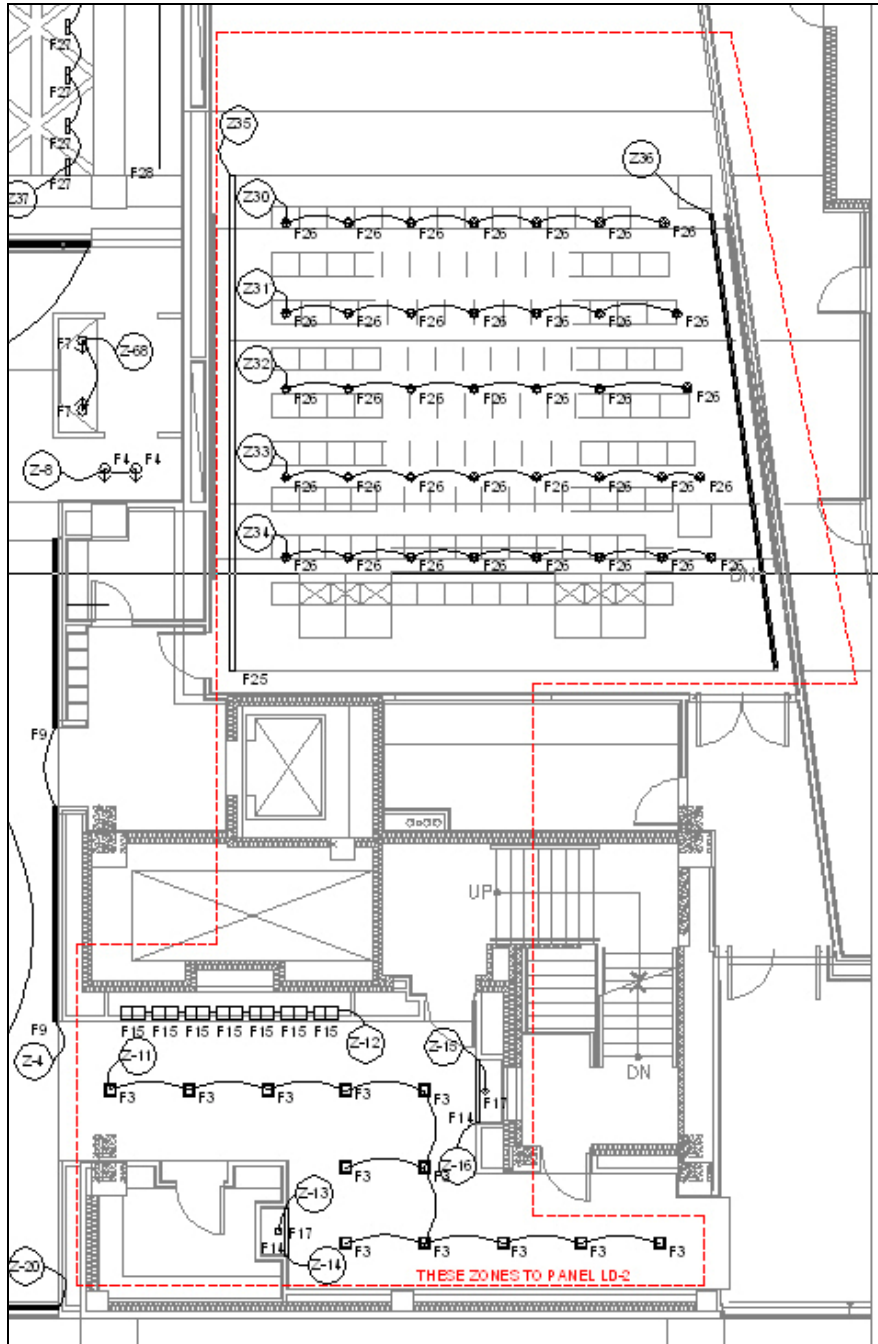 F27
F27
F27
F27
F28
Z37
Z35
Z36
Z30
F26 F26 F26 F26 F26 F26 F26
Z31
F26 F26 F26 F26 F26 F26 F26
F7
Z-68
F7
Z32
F26 F26 F26 F26 F26 F26 F26
Z-8
F4 F4
Z33
F26 F26 F26 F26 F26 F26 F26 F26
Z34
F26 F26 F26 F26 F26 F26 F26 F26
DN
F25
F9
UP
F9
F15 F15 F15 F15 F15 F15 F15
Z-12
Z-15
Z-4
Z-11
F3 F3 F3 F3 F3
F17
DN
F14
F3 F3
Z-16
Z-13
F17
F14
Z-14
F3 F3 F3 F3 F3
Z-20
THESE ZONES TO PANEL LD-2